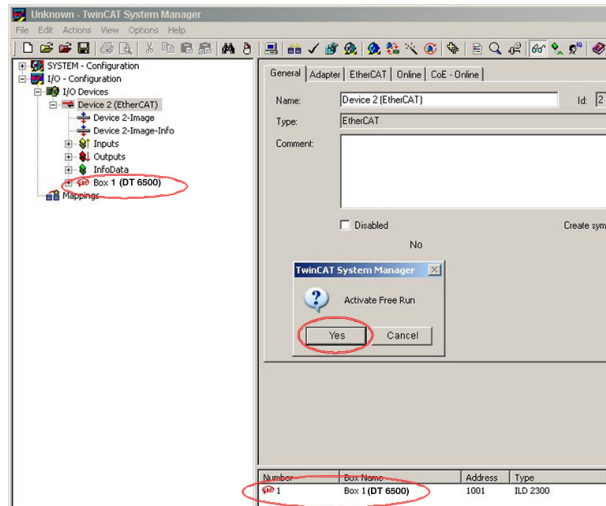 Unknown - TwinCAT System Manager
File Edit Actions View Options Help
SYSTEM - Configuration
I/O - Configuration
I/O Devices
Device 2 (EtherCAT)
Device 2-Image
Device 2-Image-Info
Inputs
Outputs
InfoData
Box 1 (DT 6500)
Mappings
General Adapter EtherCAT Online CoE - Online
Name: Device 2 (EtherCAT) Id: 2
Type: EtherCAT
Comment:
Disabled Create sym
No
TwinCAT System Manager
Activate Free Run
Yes Cancel
Number Box Name Address Type
1 Box 1 (DT 6500) 1001 ILD 2300